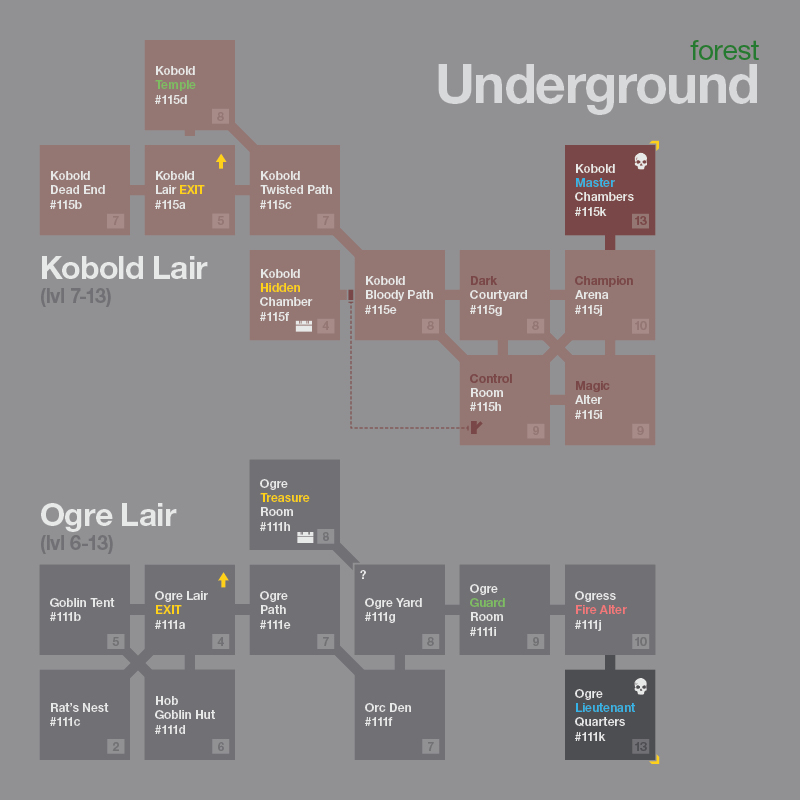 forest
Underground
Kobold
Temple
#115d
8
Kobold
Dead End
#115b
7
Kobold
Lair EXIT
#115a
5
Kobold
Twisted Path
#115c
7
Kobold
Master
Chambers
#115k
13
Kobold Lair
(lvl 7-13)
Kobold
Hidden
Chamber
#115f
4
Kobold
Bloody Path
#115e
8
Dark
Courtyard
#115g
8
Champion
Arena
#115j
10
Control
Room
#115h
9
Magic
Alter
#115i
9
Ogre Lair
(lvl 6-13)
Ogre
Treasure
Room
#111h
8
Goblin Tent
#111b
5
Ogre Lair
EXIT
#111a
4
Ogre
Path
#111e
7
?
Ogre Yard
#111g
8
Ogre
Guard
Room
#111i
9
Ogress
Fire Alter
#111j
10
Rat's Nest
#111c
2
Hob
Goblin Hut
#111d
6
Orc Den
#111f
7
Ogre
Lieutenant
Quarters
#111k
13